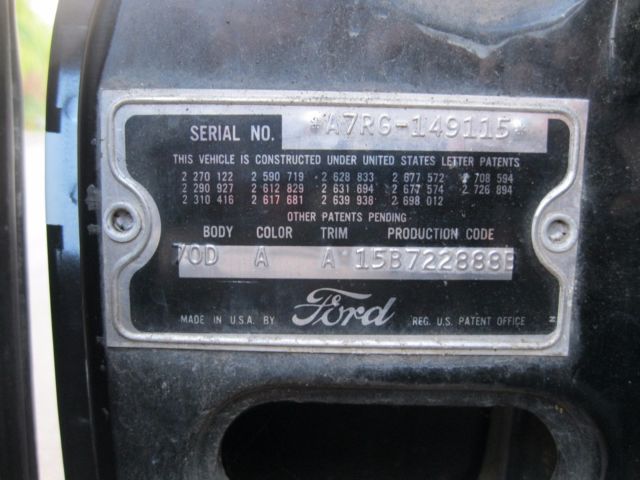 SERIAL NO. *A7RG-149115*
THIS VEHICLE IS CONSTRUCTED UNDER UNITED STATES LETTER PATENTS
2 270 122 2 590 719 2 628 833 2 677 572 2 708 594
2 290 927 2 612 829 2 631 694 2 677 574 2 726 894
2 310 416 2 617 681 2 639 938 2 698 012
OTHER PATENTS PENDING
BODY COLOR TRIM PRODUCTION CODE
70D A A 15B722888E
MADE IN U.S.A. BY Ford REG. U.S. PATENT OFFICE